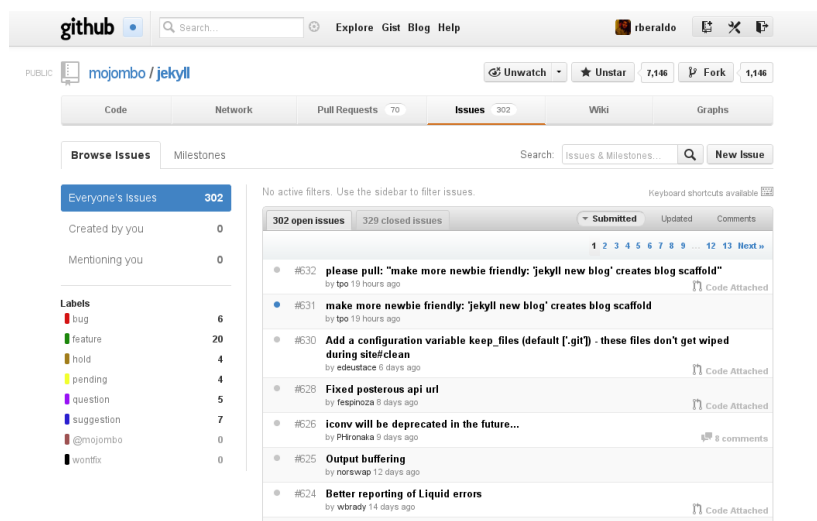 github Search... Explore Gist Blog Help rberaldo
PUBLIC mojombo / jekyll Unwatch Unstar 7,146 Fork 1,146
Code Network Pull Requests 70 Issues 302 Wiki Graphs
Browse Issues Milestones Search: Issues & Milestones... New Issue
Everyone's Issues 302
Created by you 0
Mentioning you 0
Labels
bug 6
feature 20
hold 4
pending 4
question 5
suggestion 7
@mojombo 0
wontfix 0
No active filters. Use the sidebar to filter issues. Keyboard shortcuts available
302 open issues 329 closed issues Submitted Updated Comments
1 2 3 4 5 6 7 8 9 ... 12 13 Next »
#632 please pull: "make more newbie friendly: 'jekyll new blog' creates blog scaffold"
by tpo 19 hours ago Code Attached
#631 make more newbie friendly: 'jekyll new blog' creates blog scaffold
by tpo 19 hours ago
#630 Add a configuration variable keep_files (default ['.git']) - these files don't get wiped
during site#clean
by edeustace 6 days ago Code Attached
#628 Fixed posterous api url
by fespinoza 8 days ago Code Attached
#626 iconv will be deprecated in the future...
by PHironaka 9 days ago 8 comments
#625 Output buffering
by norswap 12 days ago
#624 Better reporting of Liquid errors
by wbrady 14 days ago Code Attached